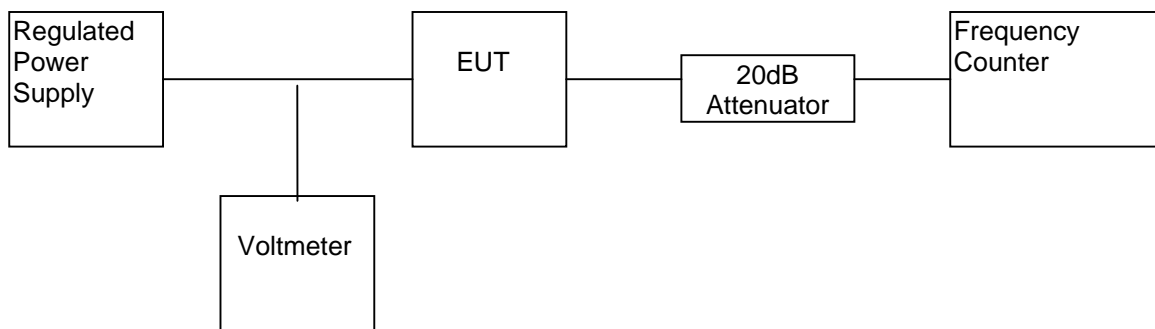 Regulated
Power
Supply
EUT
20dB
Attenuator
Frequency
Counter
Voltmeter